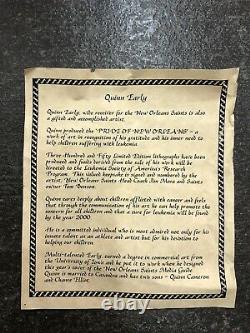 Quinn Early
Quinn Early, wide receiver for the New Orleans Saints is also
a gifted and accomplished artist.
Quinn produced the "PRIDE OF NEW ORLEANS" – a
work of art in recognition of his gratitude and his inner need to
help children suffering with leukemia.
Three Hundred and Fifty Limited Edition lithographs have been
produced and funds derived from the sale of his work will be
directed to the Leukemia Society of America's Research
Program. This valued lithograph is signed and numbered by the
artist, New Orleans Saints Head Coach Jim Mora and Saints
owner Tom Benson.
Quinn cares deeply about children afflicted with cancer and feels
that through the communion of his art he can help promote the
concern for all children and that a cure for leukemia will be found
by the year 2000
He is a committed individual who is most admired not only for his
talent as an athlete and artist but for his devotion to
helping our children.
Multi-talented Early, earned a degree in commercial art from
the University of Iowa and he put it to work when he designed
this year's cover of the New Orleans Saints Media Guide
Quinn is married to Casandra and has two sons – Quinn Cameron
and Chance Elliot.